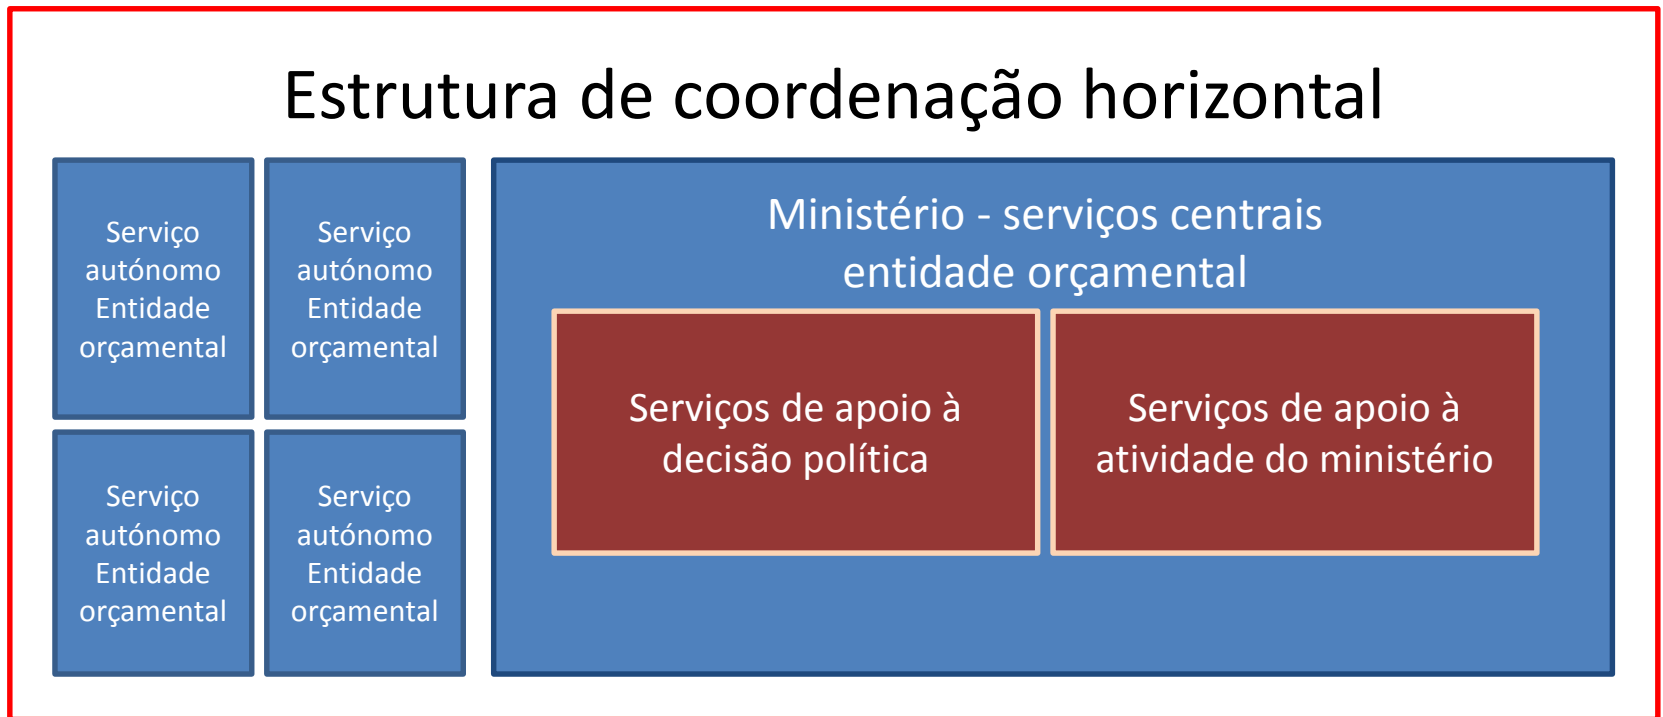 Estrutura de coordenação horizontal
Serviço
autónomo
Entidade
orçamental
Serviço
autónomo
Entidade
orçamental
Serviço
autónomo
Entidade
orçamental
Serviço
autónomo
Entidade
orçamental
Ministério - serviços centrais
entidade orçamental
Serviços de apoio à
decisão política
Serviços de apoio à
atividade do ministério